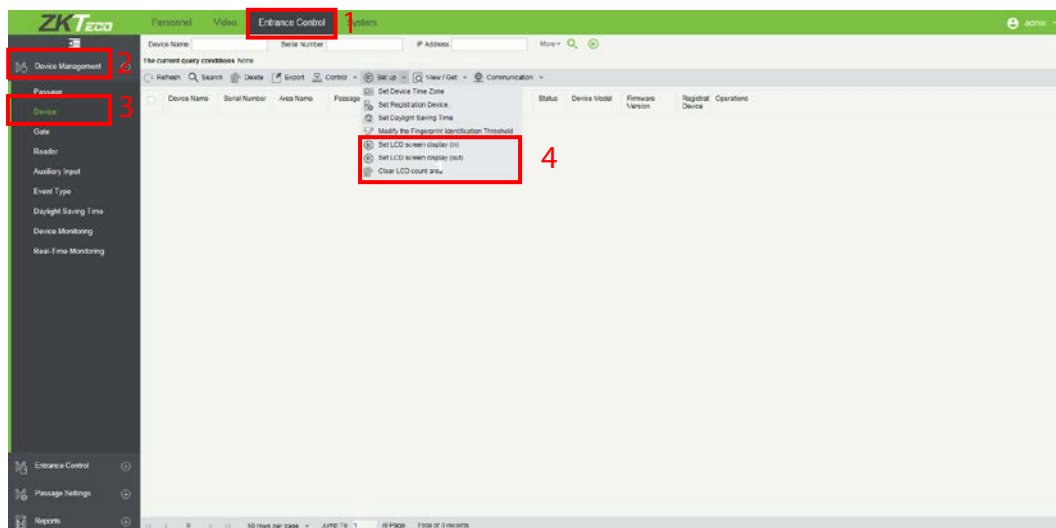 ZKTeco Personnel Video Entrance Control 1 System admin
Device Name Serial Number IP Address More
2 Device Management The current query conditions None
Refresh Search Delete Export Control Set up View / Get Communication
Passage Set Device Time Zone
Device Name Serial Number Area Name Passage Set Registration Device Status Device Model Firmware Version Registrat Device Operations
Device 3 Set Daylight Saving Time
Gate Modify the Fingerprint Identification Threshold
Set LCD screen display (in)
Reader Set LCD screen display (out) 4
Auxiliary Input Clear LCD count area
Event Type
Daylight Saving Time
Device Monitoring
Real-Time Monitoring
Entrance Control
Passage Settings
Reports
0 50 rows per page Jump To 1 /0 Page Total of 0 records